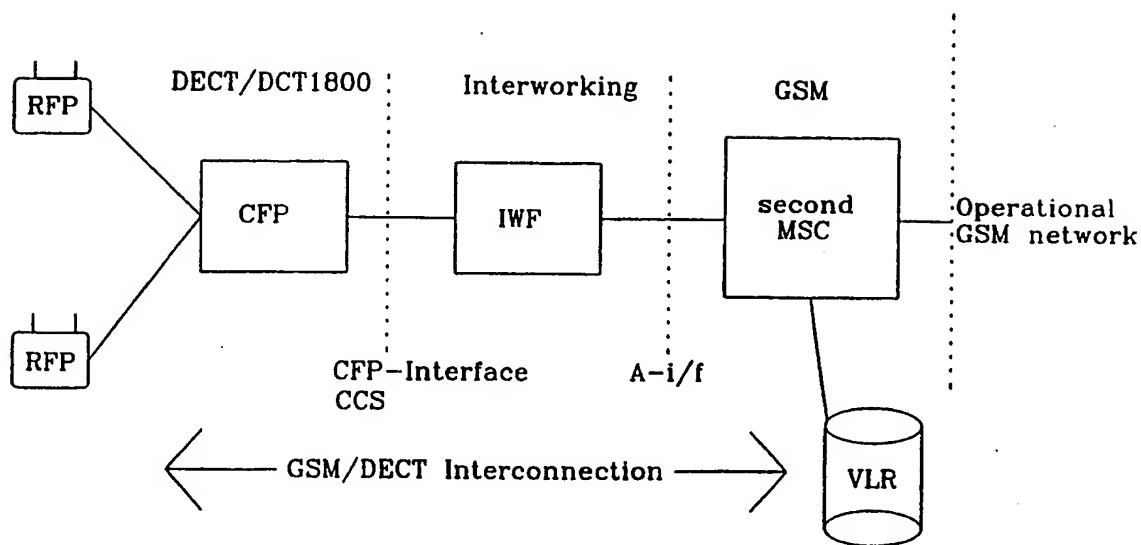 RFP
DECT/DCT1800
Interworking
GSM
CFP
IWF
second
MSC
Operational
GSM network
RFP
CFP-Interface
CCS
A-i/f
GSM/DECT Interconnection
VLR